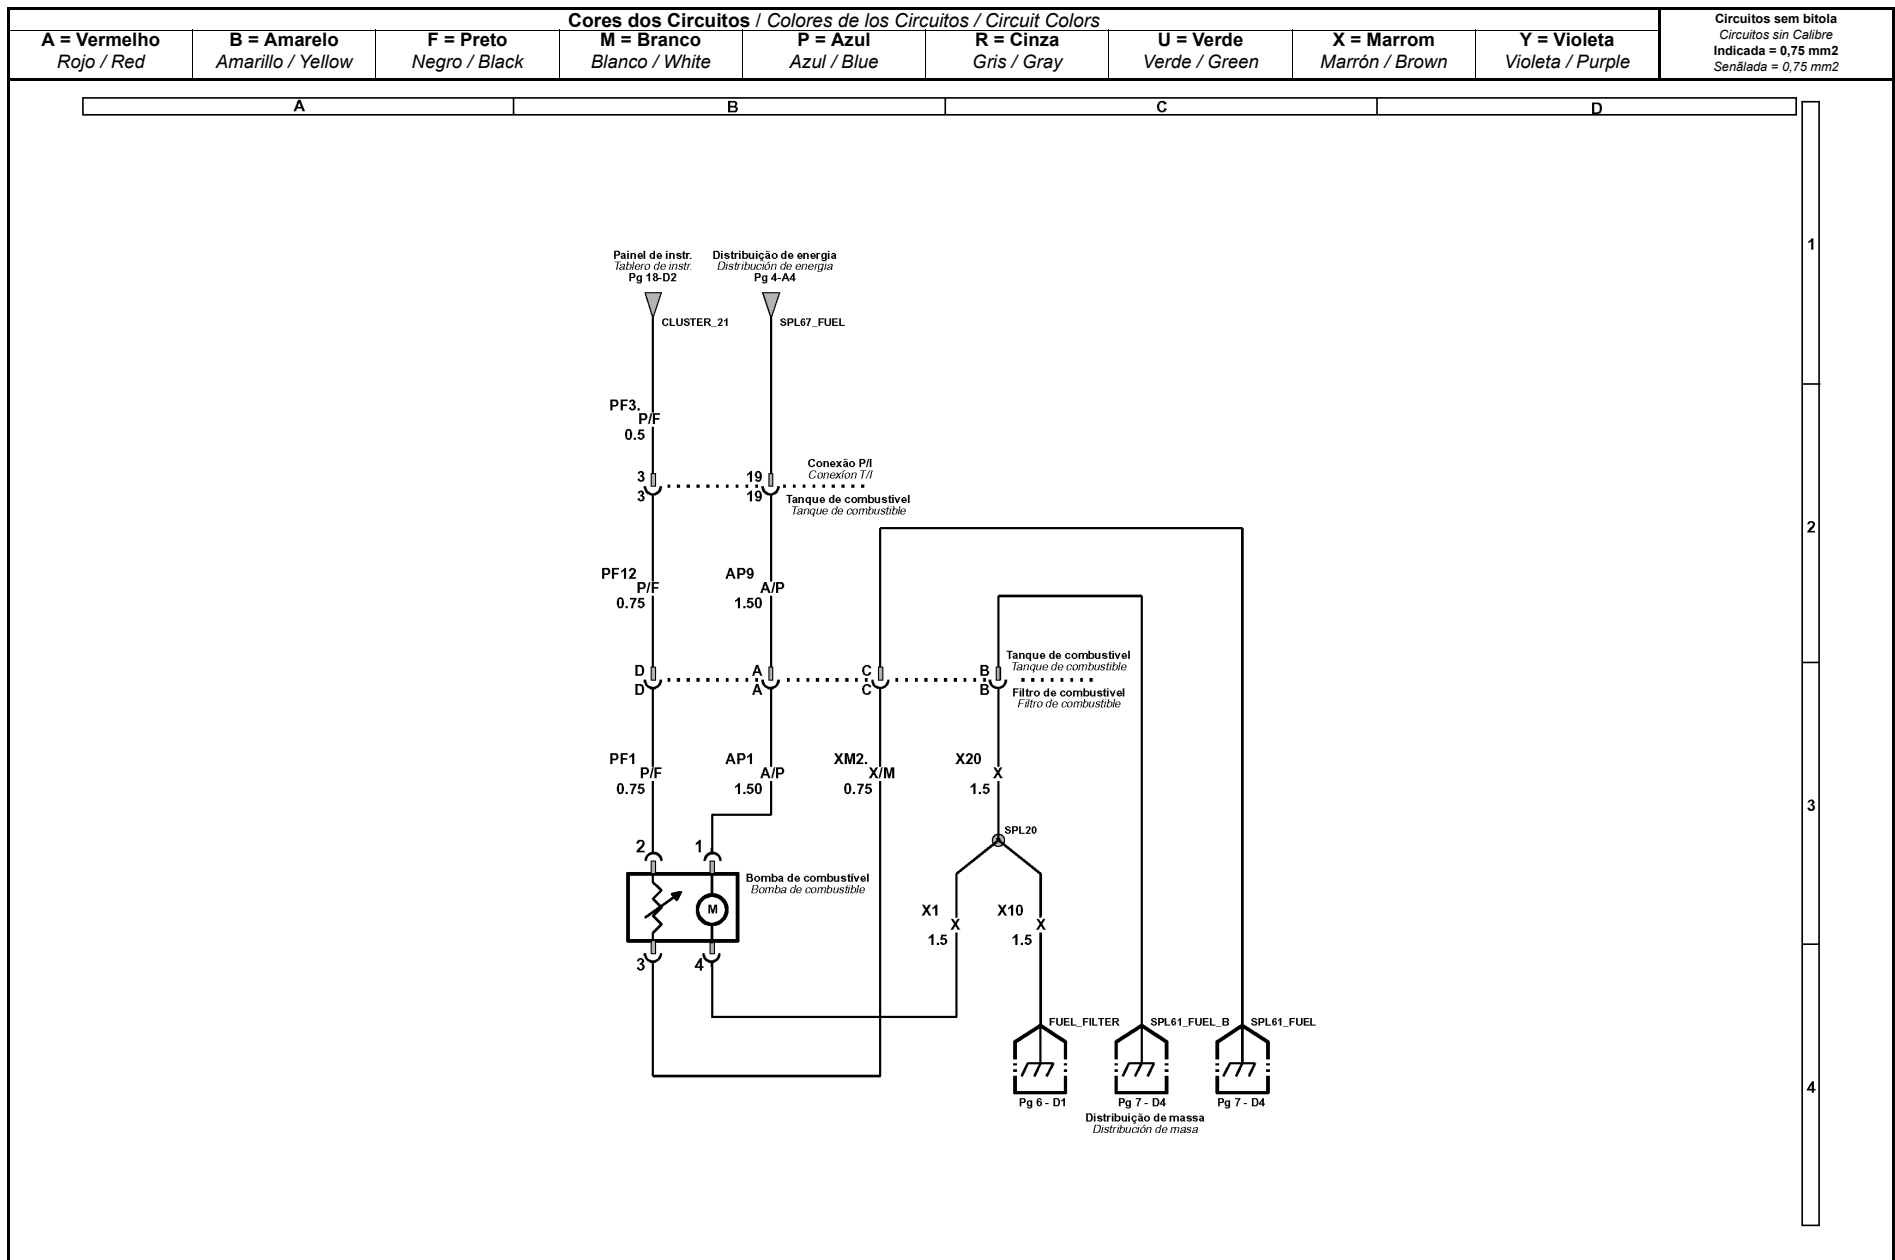 Cores dos Circuitos / Colores de los Circuitos / Circuit Colors
A = Vermelho
Rojo / Red
B = Amarelo
Amarillo / Yellow
F = Preto
Negro / Black
M = Branco
Blanco / White
P = Azul
Azul / Blue
R = Cinza
Gris / Gray
U = Verde
Verde / Green
X = Marrom
Marrón / Brown
Y = Violeta
Violeta / Purple
Circuitos sem bitola
Circuitos sin Calibre
Indicada = 0,75 mm2
Senãlada = 0,75 mm2
A
B
C
D
1
2
3
4
Painel de instr.
Tablero de instr.
Pg 18-D2
Distribuição de energia
Distribución de energia
Pg 4-A4
CLUSTER_21
SPL67_FUEL
PF3.
P/F
0.5
Conexão P/I
Conexíon T/I
3
19
3
19
Tanque de combustivel
Tanque de combustible
PF12
P/F
0.75
AP9
A/P
1.50
D
A
C
B
Tanque de combustivel
Tanque de combustible
D
A
C
B
Filtro de combustivel
Filtro de combustible
PF1
P/F
0.75
AP1
A/P
1.50
XM2.
X/M
0.75
X20
X
1.5
SPL20
2
1
Bomba de combustível
Bomba de combustible
M
X1
X
1.5
X10
X
1.5
3
4
FUEL_FILTER
SPL61_FUEL_B
SPL61_FUEL
Pg 6 - D1
Pg 7 - D4
Pg 7 - D4
Distribuição de massa
Distribución de masa